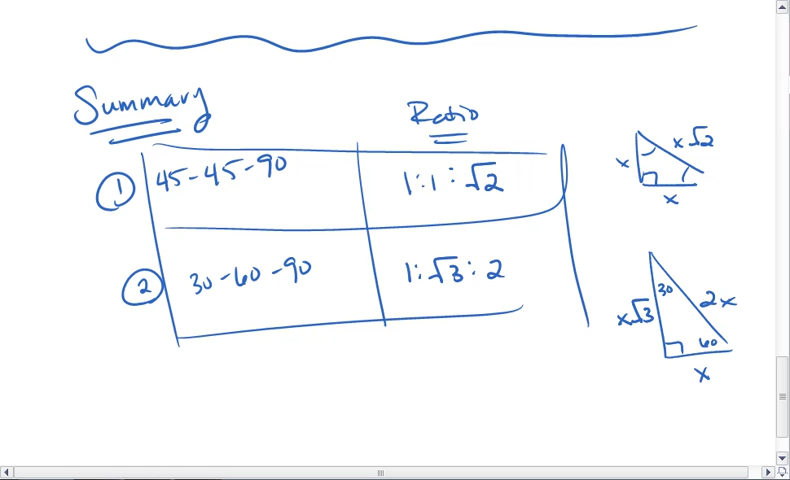 Summary
Ratio
① 45-45-90 1:1:√2
② 30-60-90 1:√3:2
x x√2
x
30
x√3 2x
60
x